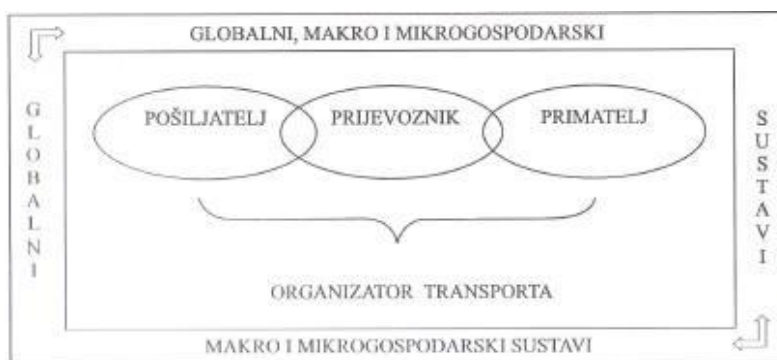 GLOBALNI, MAKRO I MIKROGOSPODARSKI
GLOBALNI
POŠILJATELJ
PRIJEVOZNIK
PRIMATELJ
SUSTAVI
ORGANIZATOR TRANSPORTA
MAKRO I MIKROGOSPODARSKI SUSTAVI